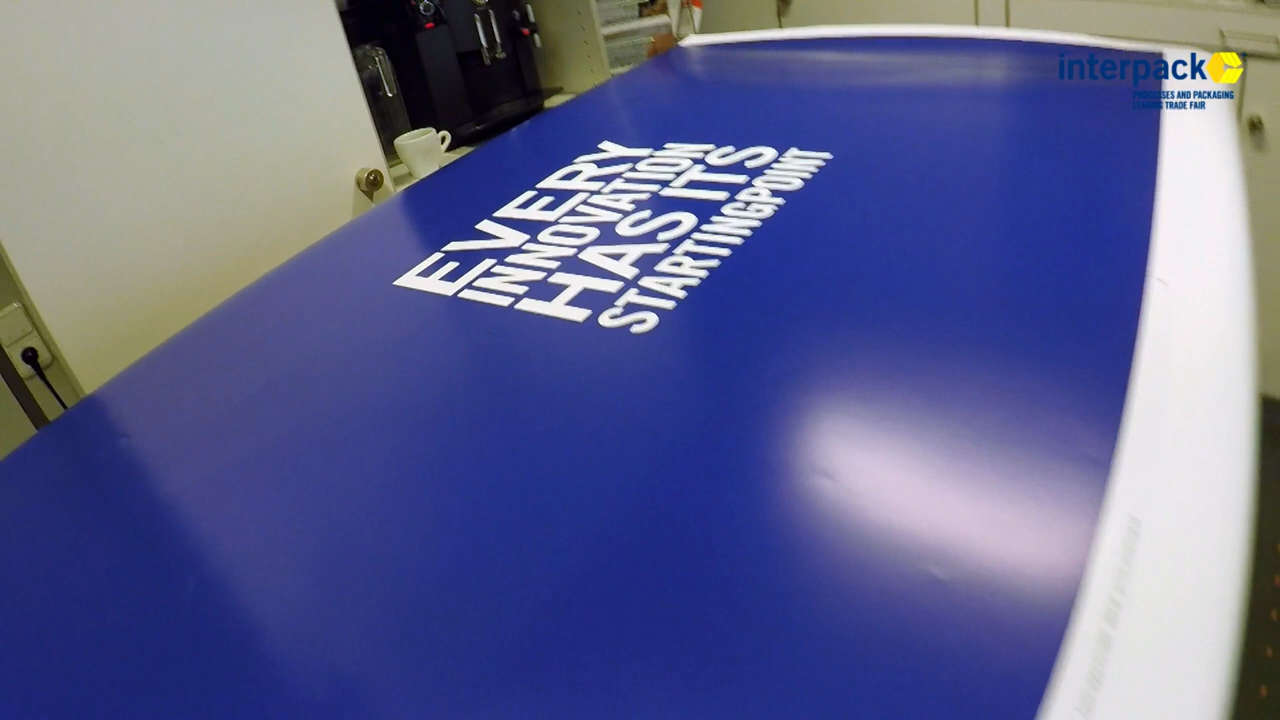 EVERY
INNOVATION
HAS ITS
STARTINGPOINT
interpack
PROCESSES AND PACKAGING
LEADING TRADE FAIR